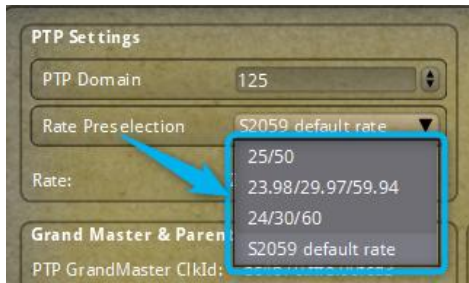 PTP Settings
PTP Domain 125
Rate Preselection S2059 default rate
25/50
23.98/29.97/59.94
Rate:
24/30/60
Grand Master & Paren
S2059 default rate
PTP GrandMaster ClkId: